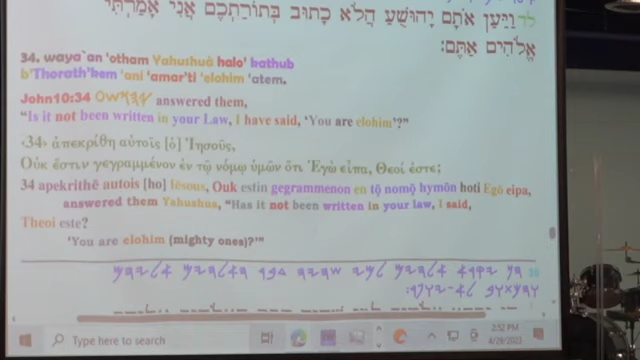 לד וַיַּעַן אֹתָם יָהוּשֻׁעַ הֲלֹא כָתוּב בְּתוֹרַתְכֶם אֲנִי אָמַרְתִּי
אֱלֹהִים אַתֶּם׃
34. waya`an 'otham Yahushuà halo' kathub
b'Thorath'kem 'ani 'amar'ti 'elohim 'atem.
John10:34 answered them,
“Is it not been written in your Law, I have said, ‘You are elohim’?”
‹34› ἀπεκρίθη αὐτοῖς [ὁ] Ἰησοῦς,
Οὐκ ἔστιν γεγραμμένον ἐν τῷ νόμῳ ὑμῶν ὅτι Ἐγὼ εἶπα, Θεοί ἐστε;
34 apekrithē autois [ho] Iēsous, Ouk estin gegrammenon en tǭ nomǭ hymōn hoti Egō eipa,
answered them Yahushua, “Has it not been written in your law, I said,
Theoi este?
‘You are elohim (mighty ones)?’”
Type here to search
2:52 PM
4/29/2023